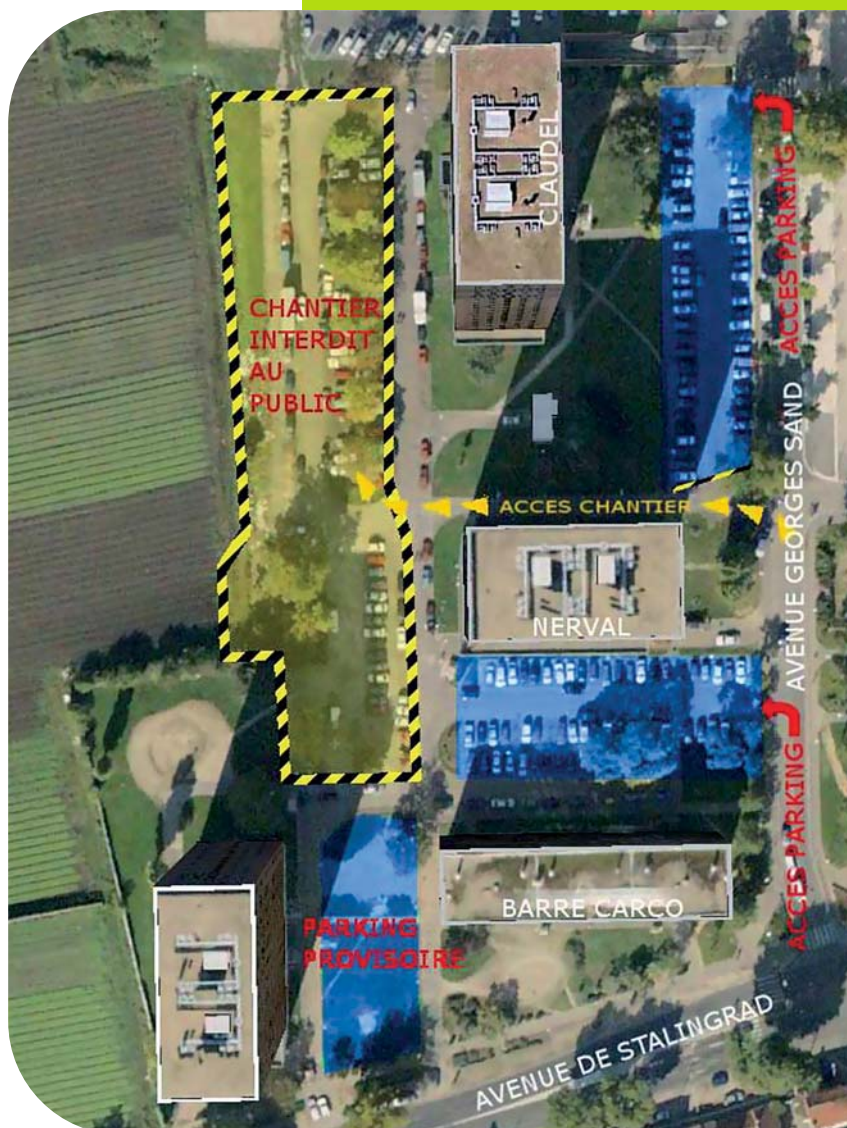 CLAUDEL
ACCES PARKING
CHANTIER
INTERDIT
AU
PUBLIC
ACCES CHANTIER
AVENUE GEORGES SAND
NERVAL
ACCES PARKING
BARRE CARCO
PARKING
PROVISOIRE
AVENUE DE STALINGRAD